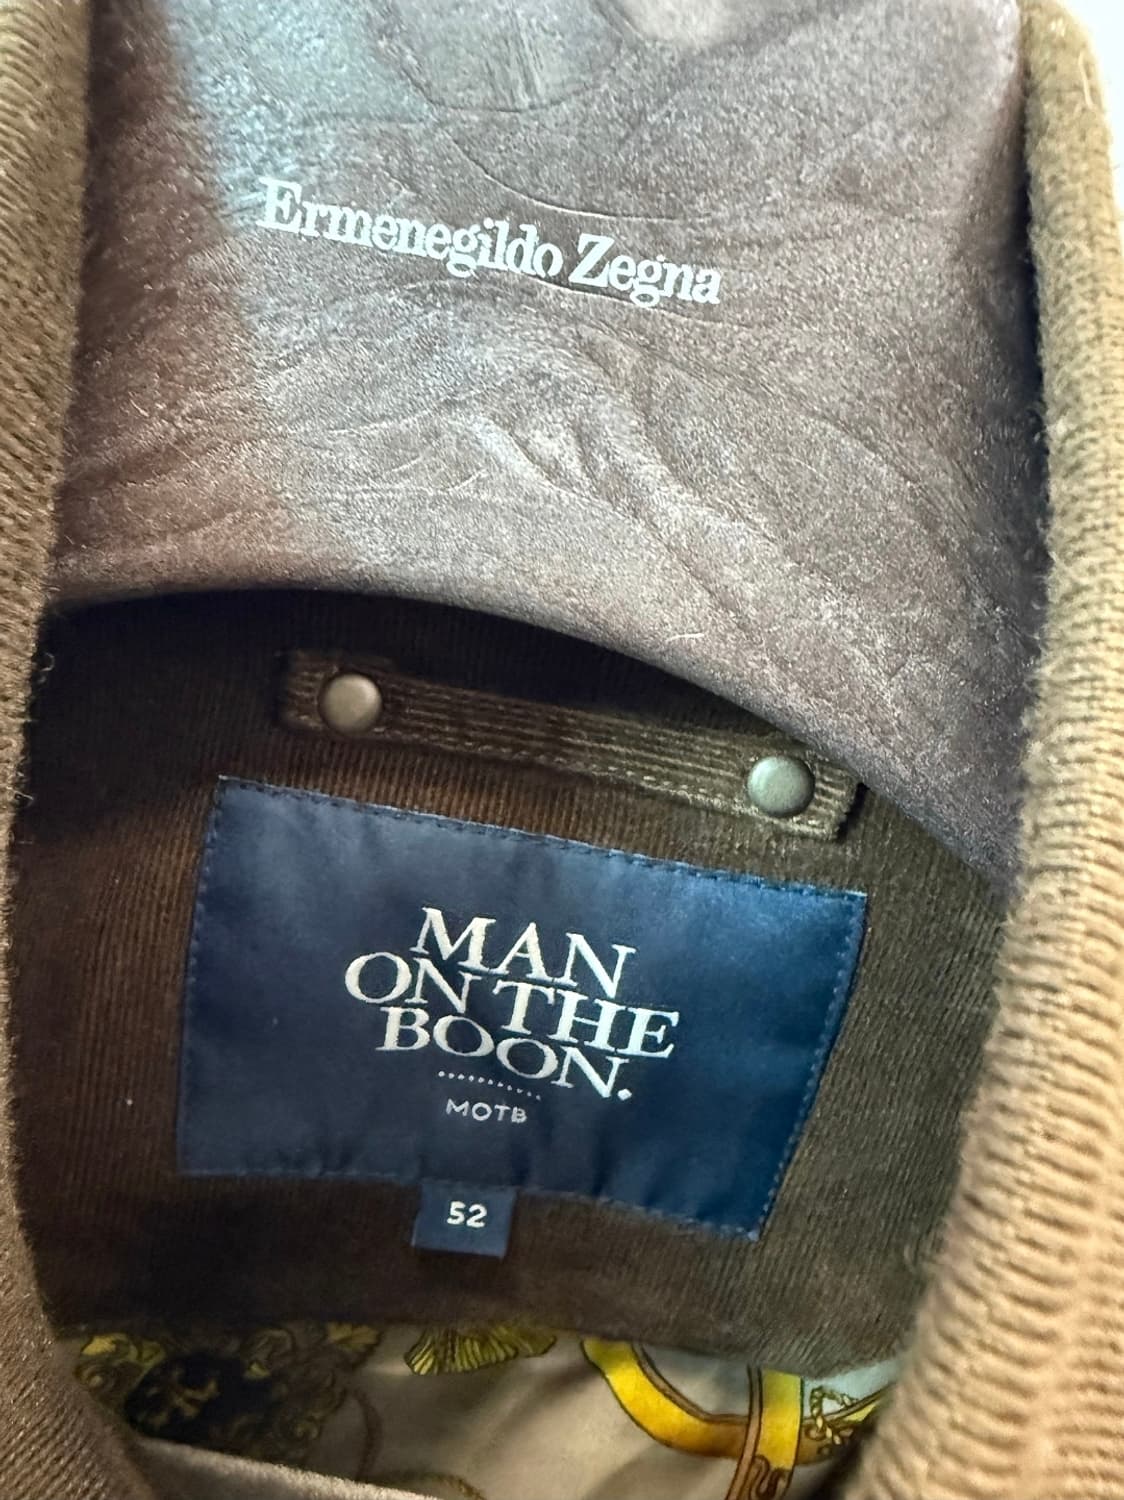 Ermenegildo Zegna
MAN
ON THE
BOON.
MOTB
52